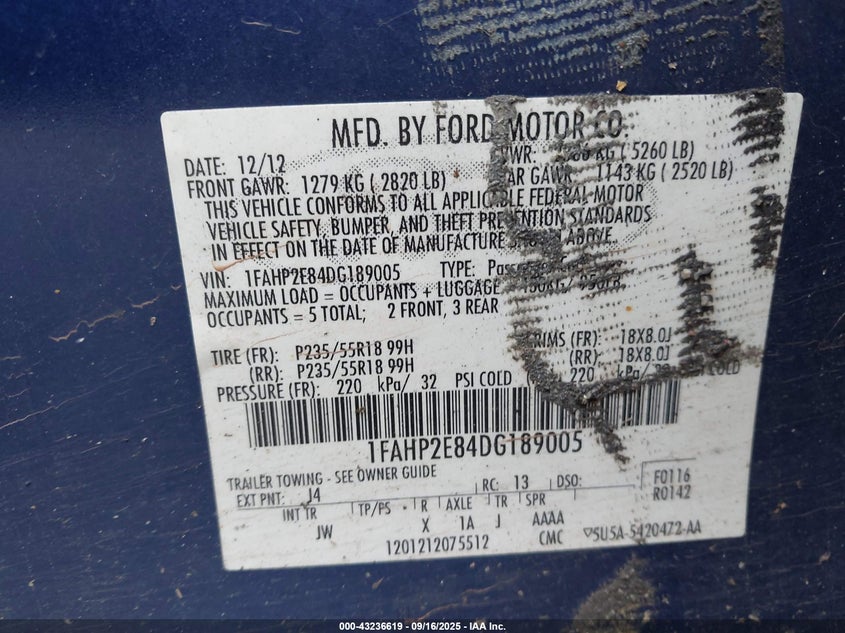 MFD. BY FORD MOTOR CO.
DATE: 12/12 VWR: KG ( 5260 LB)
FRONT GAWR: 1279 KG ( 2820 LB) AR GAWR: 1143 KG ( 2520 LB)
THIS VEHICLE CONFORMS TO ALL APPLICABLE FEDERAL MOTOR
VEHICLE SAFETY, BUMPER, AND THEFT PREVENTION STANDARDS
IN EFFECT ON THE DATE OF MANUFACTURE ABOVE.
VIN: 1FAHP2E84DG189005 TYPE:
MAXIMUM LOAD = OCCUPANTS + LUGGAGE
OCCUPANTS = 5 TOTAL; 2 FRONT, 3 REAR
TIRE (FR): P235/55R18 99H RIMS (FR): 18X8.0J
(RR): P235/55R18 99H (RR): 18X8.0J
PRESSURE (FR): 220 kPa/ 32 PSI COLD 220 kPa/ 32 COLD
1FAHP2E84DG189005
TRAILER TOWING - SEE OWNER GUIDE
EXT PNT: J4 RC: 13 DSO: F0116
R0142
INT TR TP/PS R AXLE TR SPR
JW X 1A J AAAA
1201212075512 CMC SU5A-5420472-AA
000-43236619 - 09/16/2025 - IAA Inc.